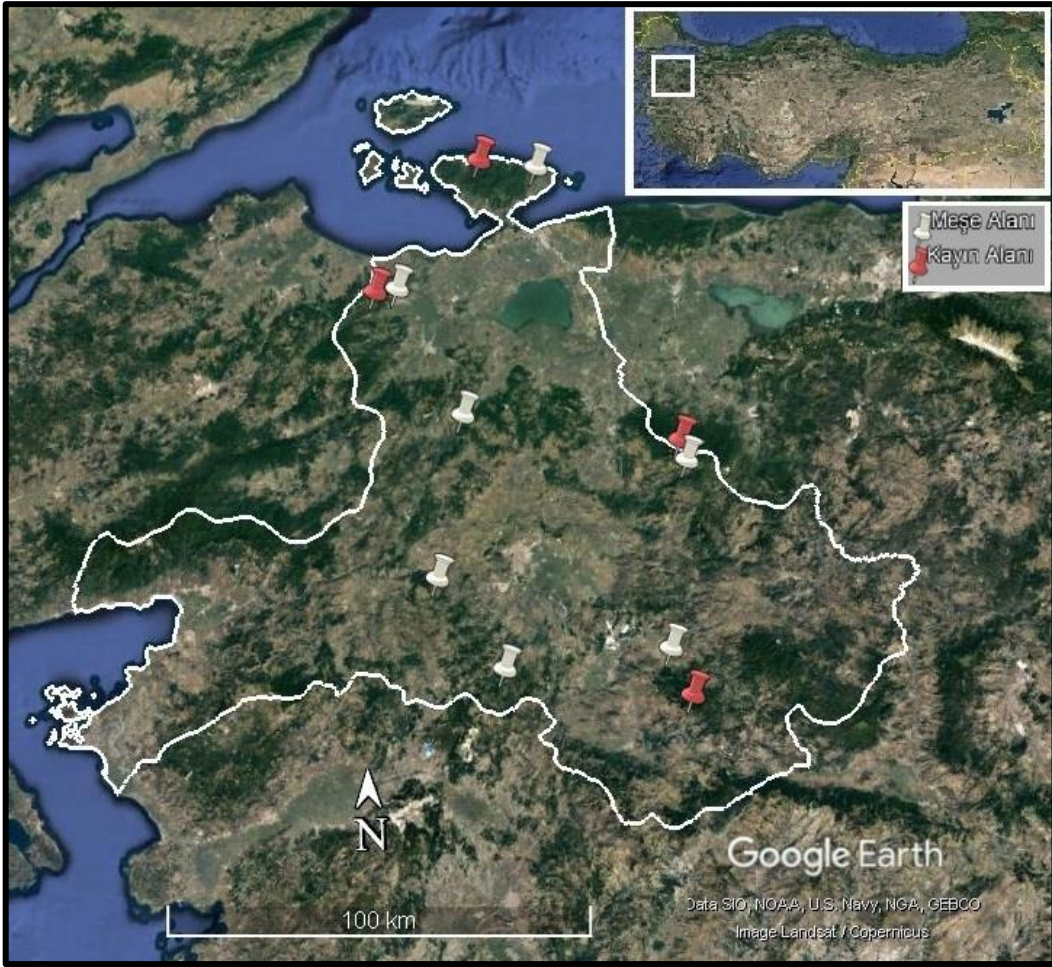 Meşe Alanı
Kayın Alanı
N
100 km
Google Earth
Data SIO, NOAA, U.S. Navy, NGA, GEBCO
Image Landsat / Copernicus